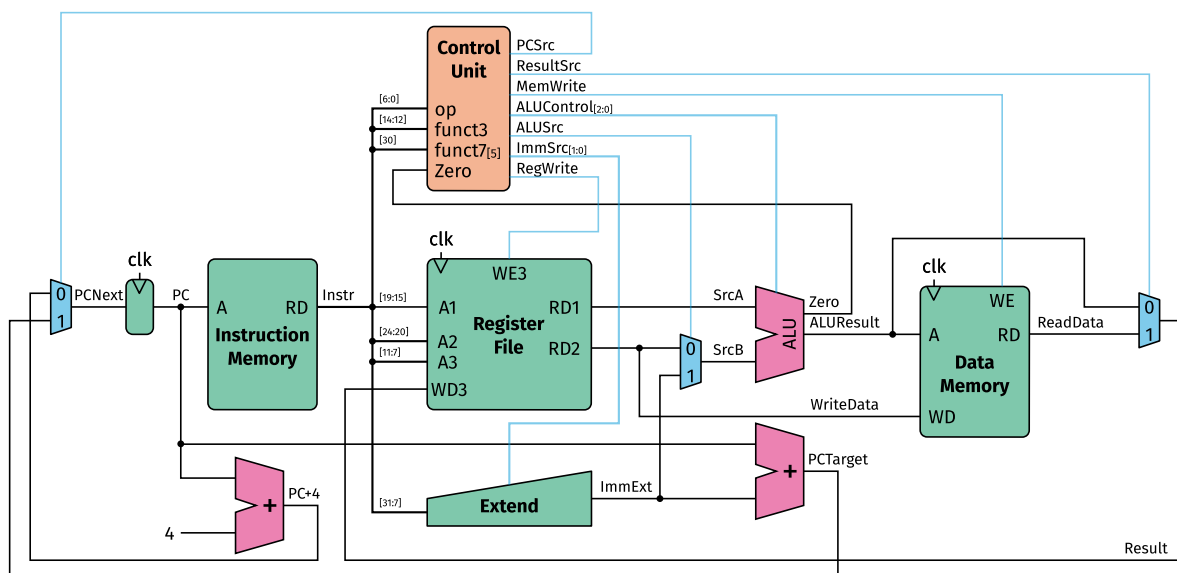 Control
Unit
PCSrc
ResultSrc
MemWrite
ALUControl[2:0]
ALUSrc
ImmSrc[1:0]
RegWrite
[6:0]
op
[14:12]
funct3
[30]
funct7[5]
Zero
clk
PCNext
0
1
PC
A
RD
Instruction
Memory
Instr
clk
WE3
[19:15]
A1
RD1
[24:20]
A2
[11:7]
A3
RD2
WD3
Register
File
0
1
SrcA
SrcB
ALU
Zero
ALUResult
clk
WE
A
RD
Data
Memory
WD
ReadData
0
1
WriteData
PC+4
+
4
[31:7]
Extend
ImmExt
+
PCTarget
Result